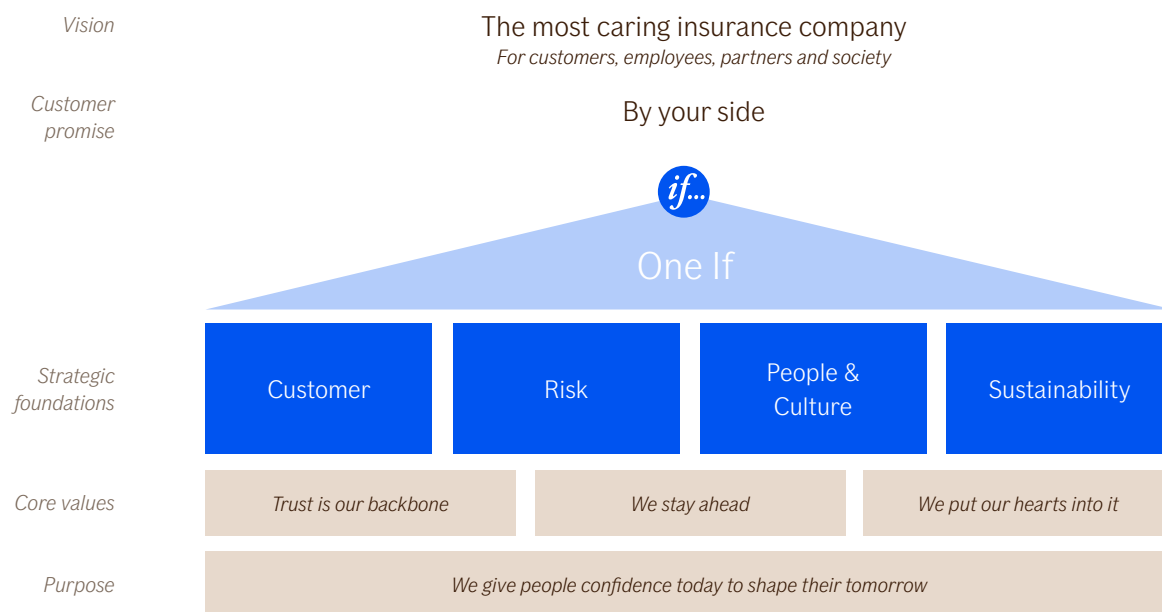 Vision
The most caring insurance company
For customers, employees, partners and society
Customer
promise
By your side
if...
One If
Strategic
foundations
Customer
Risk
People &
Culture
Sustainability
Core values
Trust is our backbone
We stay ahead
We put our hearts into it
Purpose
We give people confidence today to shape their tomorrow